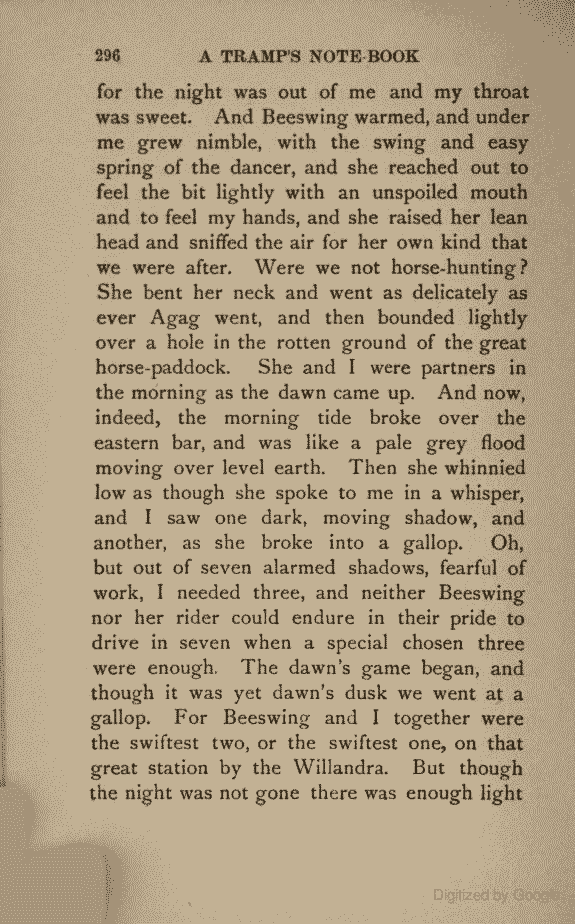 296 A TRAMP'S NOTE-BOOK
for the night was out of me and my throat
was sweet. And Beeswing warmed, and under
me grew nimble, with the swing and easy
spring of the dancer, and she reached out to
feel the bit lightly with an unspoiled mouth
and to feel my hands, and she raised her lean
head and sniffed the air for her own kind that
we were after. Were we not horse-hunting?
She bent her neck and went as delicately as
ever Agag went, and then bounded lightly
over a hole in the rotten ground of the great
horse-paddock. She and I were partners in
the morning as the dawn came up. And now,
indeed, the morning tide broke over the
eastern bar, and was like a pale grey flood
moving over level earth. Then she whinnied
low as though she spoke to me in a whisper,
and I saw one dark, moving shadow, and
another, as she broke into a gallop. Oh,
but out of seven alarmed shadows, fearful of
work, I needed three, and neither Beeswing
nor her rider could endure in their pride to
drive in seven when a special chosen three
were enough. The dawn's game began, and
though it was yet dawn's dusk we went at a
gallop. For Beeswing and I together were
the swiftest two, or the swiftest one, on that
great station by the Willandra. But though
the night was not gone there was enough light
Digitized by Google